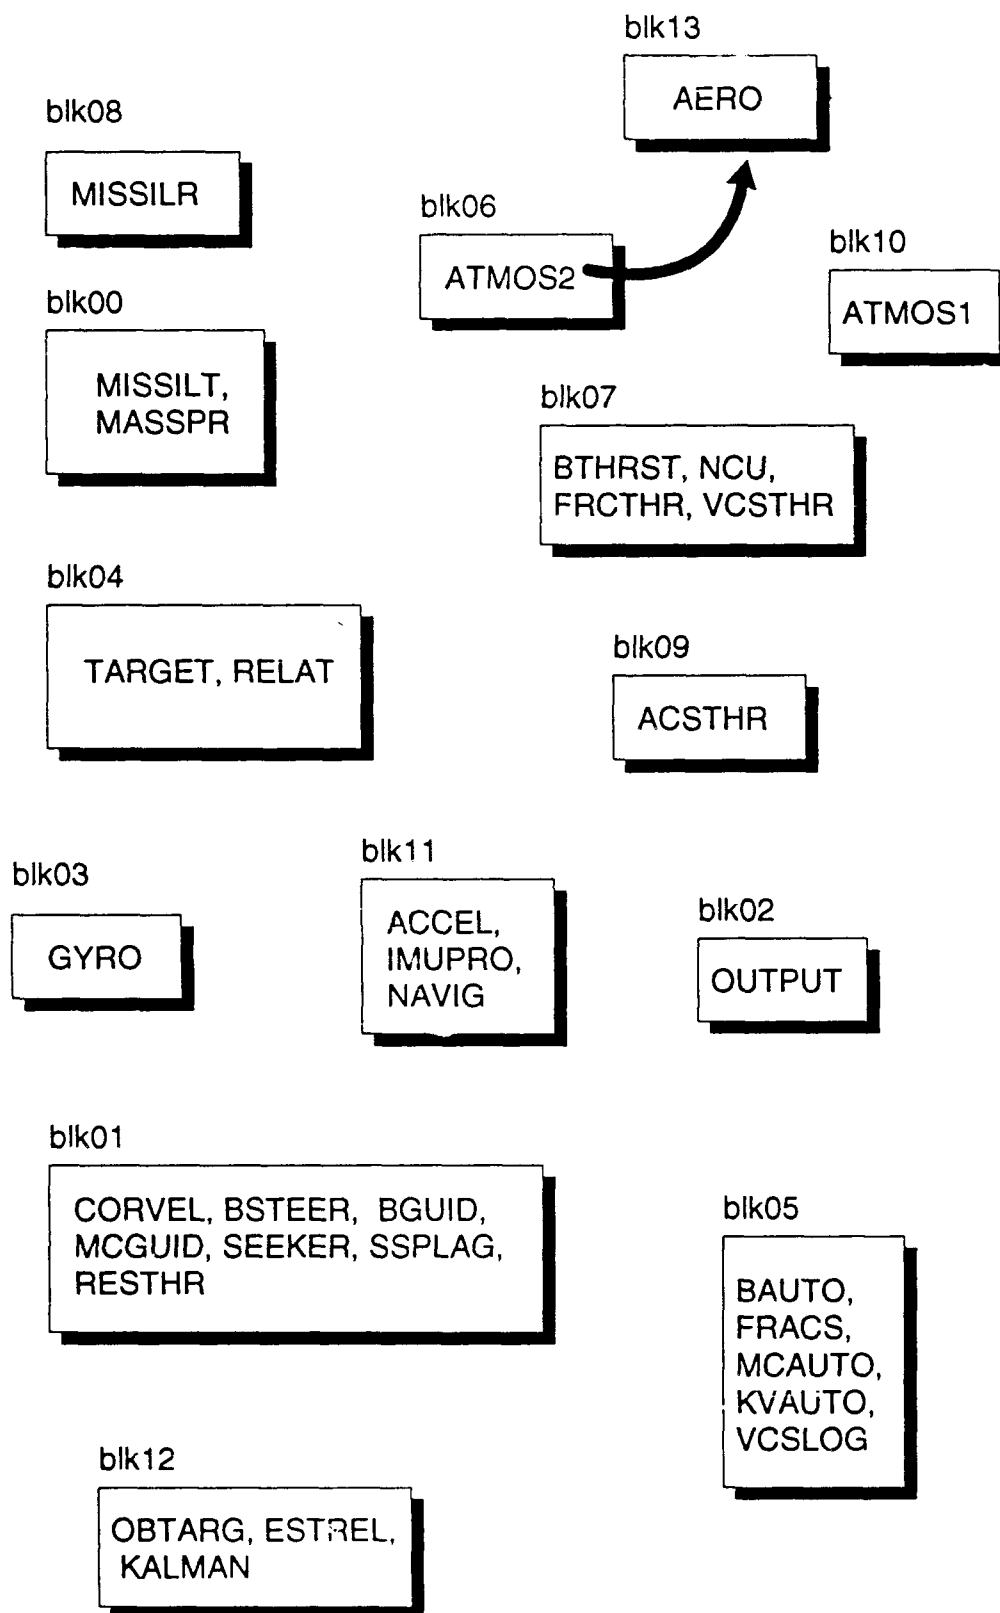 blk13
AERO
blk08
MISSILR
blk06
ATMOS2
blk10
ATMOS1
blk00
MISSILT,
MASSPR
blk07
BTHRST, NCU,
FRCTHR, VCSTHR
blk04
TARGET, RELAT
blk09
ACSTHR
blk03
GYRO
blk11
ACCEL,
IMUPRO,
NAVIG
blk02
OUTPUT
blk01
CORVEL, BSTEER, BGUID,
MCGUID, SEEKER, SSPLAG,
RESTHR
blk05
BAUTO,
FRACS,
MCAUTO,
KVAUTO,
VCSLOG
blk12
OBTARG, ESTREL,
KALMAN